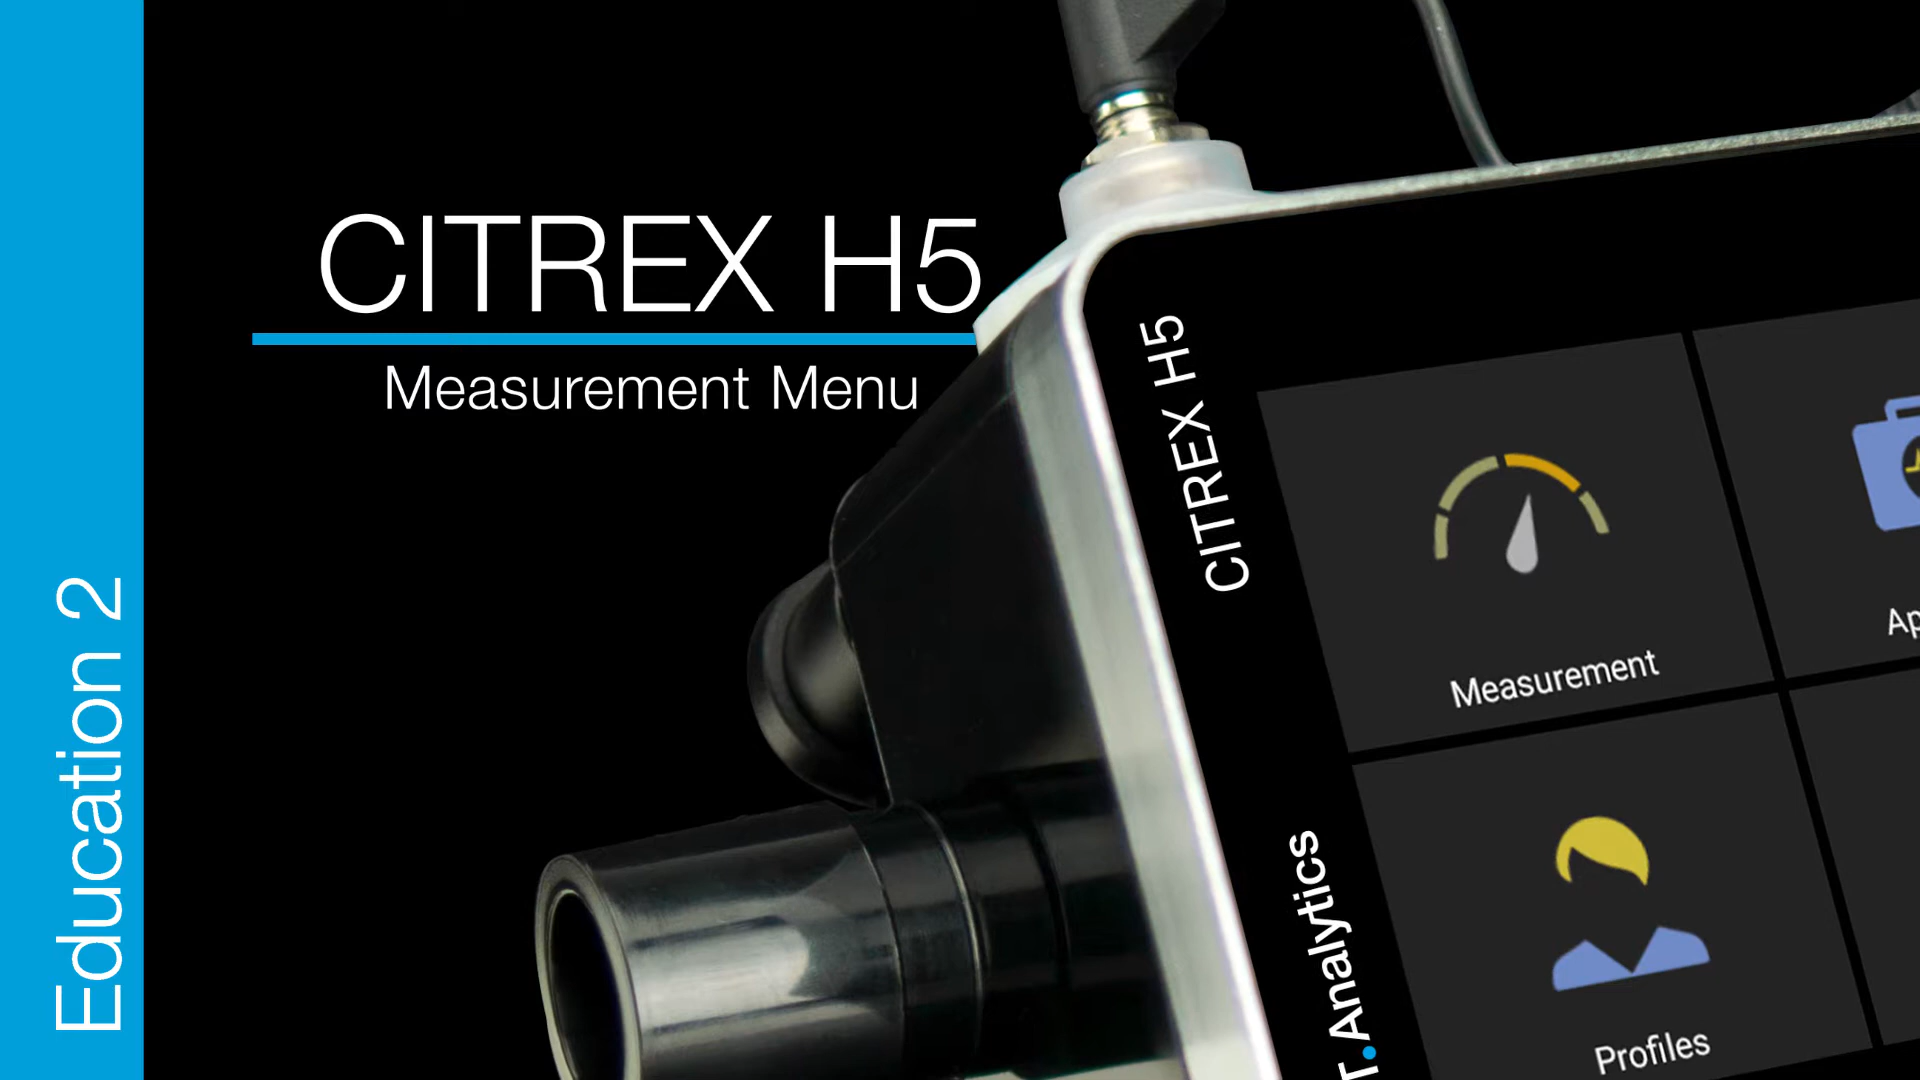 CITREX H5
Measurement Menu
Education 2
CITREX H5
T.Analytics
Measurement
Profiles